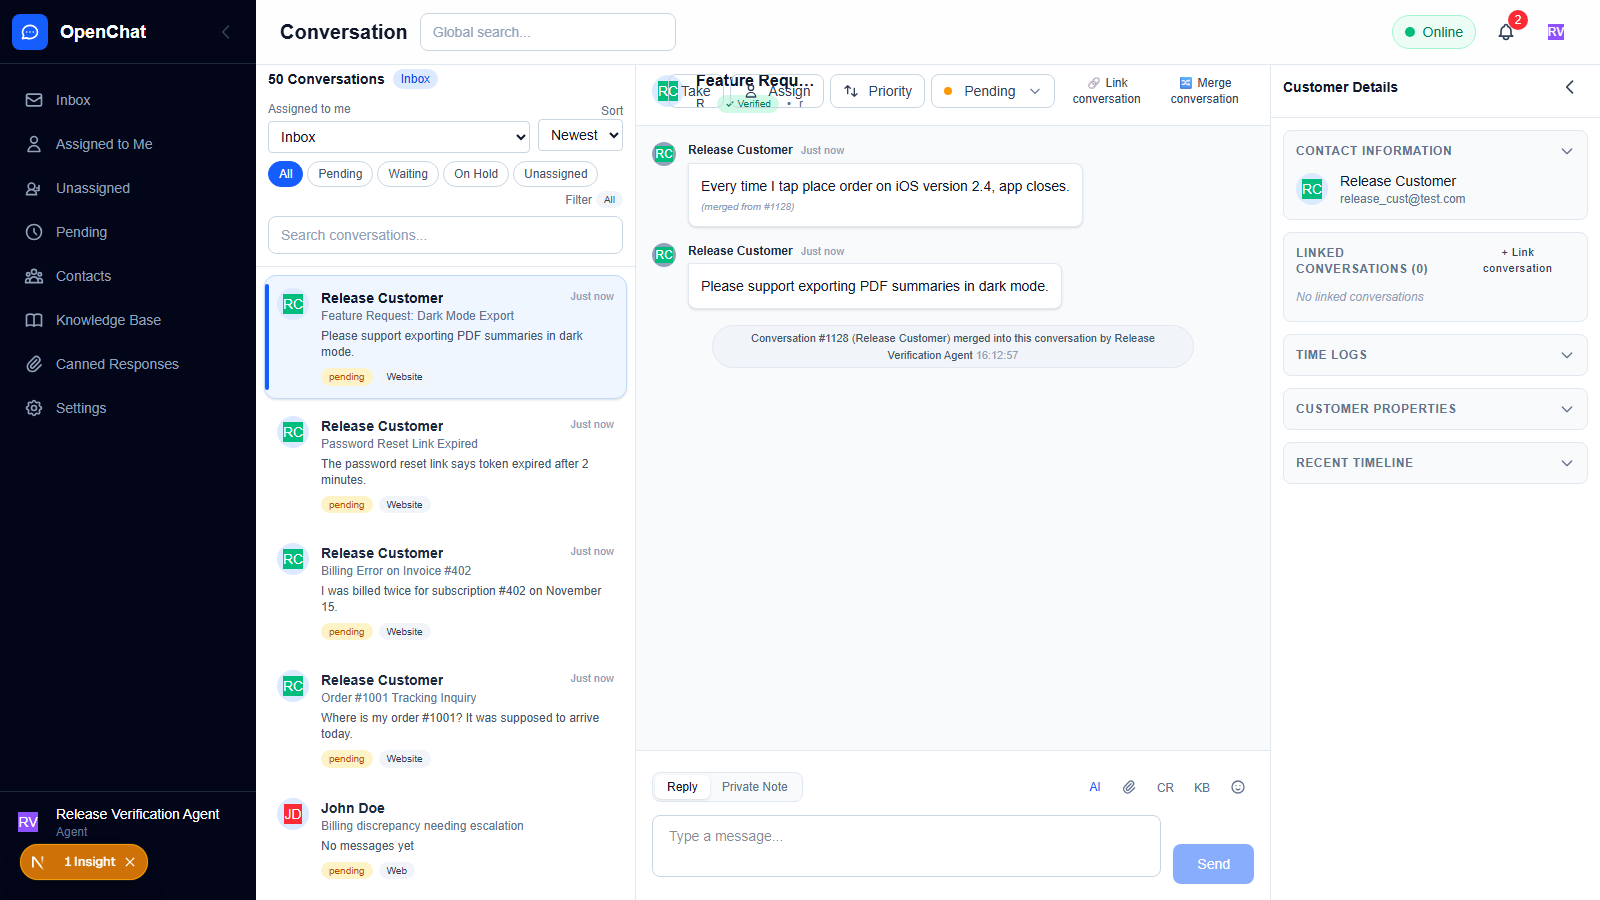 OpenChat
Inbox
Assigned to Me
Unassigned
Pending
Contacts
Knowledge Base
Canned Responses
Settings
RV
Release Verification Agent
Agent
1 Insight
Conversation
Global search...
Online
2
RV
50 Conversations
Inbox
Assigned to me
Sort
Inbox
Newest
All
Pending
Waiting
On Hold
Unassigned
Filter
All
Search conversations...
RC
Release Customer
Just now
Feature Request: Dark Mode Export
Please support exporting PDF summaries in dark
mode.
pending
Website
RC
Release Customer
Just now
Password Reset Link Expired
The password reset link says token expired after 2
minutes.
pending
Website
RC
Release Customer
Just now
Billing Error on Invoice #402
I was billed twice for subscription #402 on November
15.
pending
Website
RC
Release Customer
Just now
Order #1001 Tracking Inquiry
Where is my order #1001? It was supposed to arrive
today.
pending
Website
JD
John Doe
Billing discrepancy needing escalation
No messages yet
pending
Web
RC
Feature Requ...
R
✓ Verified
• r
Take
Assign
Priority
Pending
Link
conversation
Merge
conversation
RC
Release Customer
Just now
Every time I tap place order on iOS version 2.4, app closes.
(merged from #1128)
RC
Release Customer
Just now
Please support exporting PDF summaries in dark mode.
Conversation #1128 (Release Customer) merged into this conversation by Release
Verification Agent 16:12:57
Reply
Private Note
AI
CR
KB
Type a message...
Send
Customer Details
CONTACT INFORMATION
RC
Release Customer
release_cust@test.com
LINKED
CONVERSATIONS (0)
+ Link
conversation
No linked conversations
TIME LOGS
CUSTOMER PROPERTIES
RECENT TIMELINE